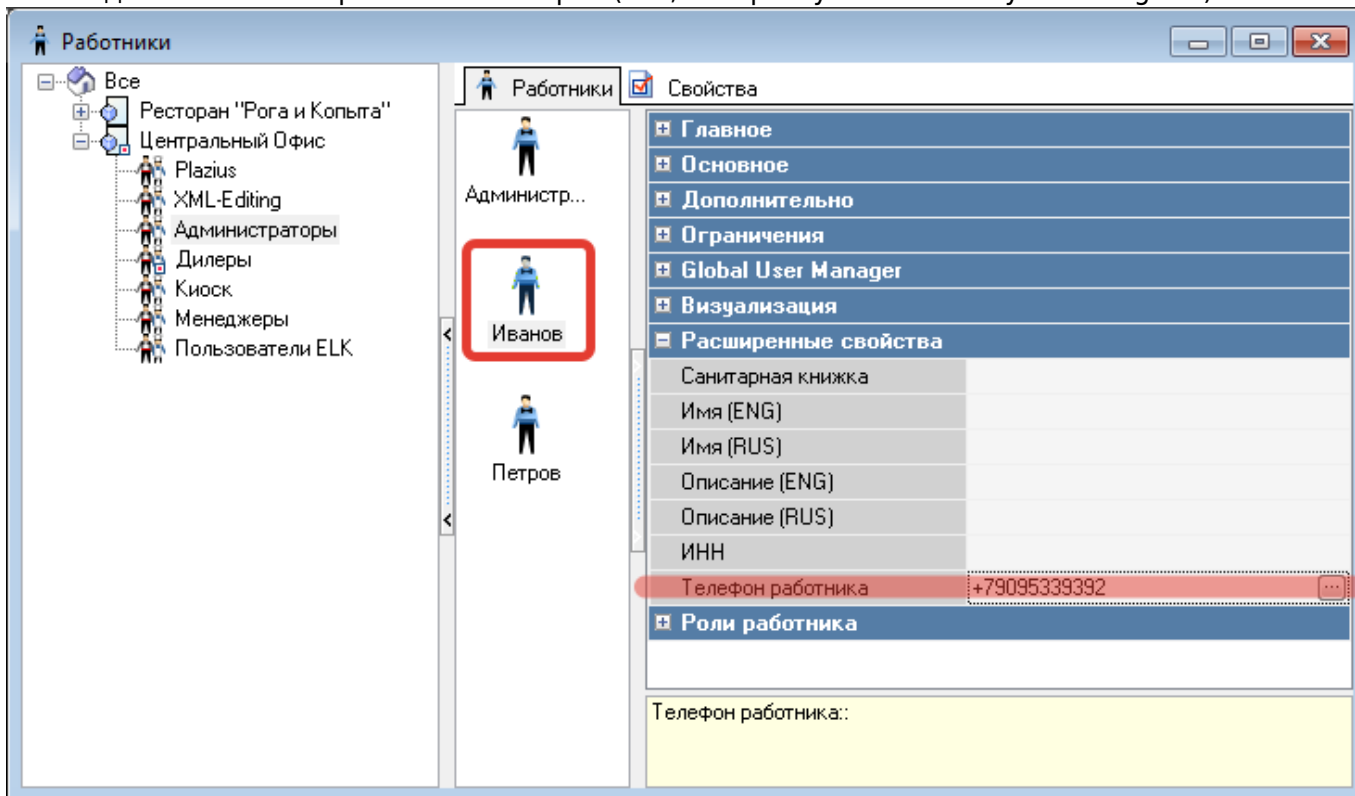 Работники
Все
Ресторан "Рога и Копыта"
Центральный Офис
Plazius
XML-Editing
Администраторы
Дилеры
Киоск
Менеджеры
Пользователи ELK
Работники
Свойства
Администр...
Иванов
Петров
Главное
Основное
Дополнительно
Ограничения
Global User Manager
Визуализация
Расширенные свойства
Санитарная книжка
Имя (ENG)
Имя (RUS)
Описание (ENG)
Описание (RUS)
ИНН
Телефон работника +79095339392
Роли работника
Телефон работника::